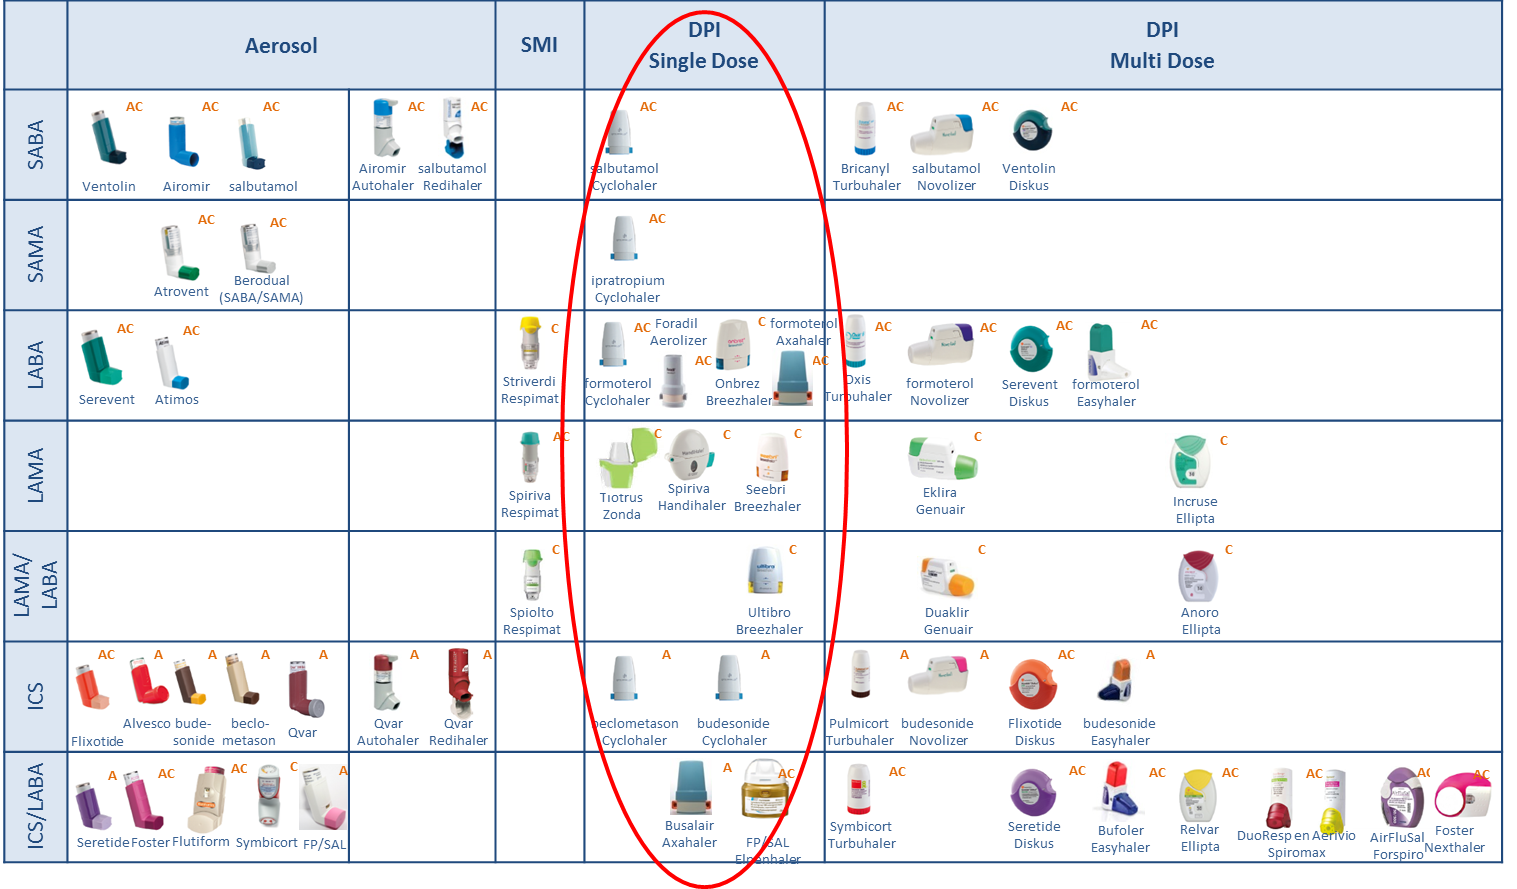 Aerosol
SMI
DPI
Single Dose
DPI
Multi Dose
SABA
AC AC AC AC AC AC AC AC AC
Ventolin
Airomir
salbutamol
Airomir
Autohaler
salbutamol
Redihaler
salbutamol
Cyclohaler
Bricanyl
Turbuhaler
salbutamol
Novolizer
Ventolin
Diskus
SAMA
AC AC AC
Atrovent
Berodual
(SABA/SAMA)
ipratropium
Cyclohaler
LABA
AC AC C AC AC C AC AC AC AC AC
Serevent
Atimos
Striverdi
Respimat
formoterol
Cyclohaler
Foradil
Aerolizer
Onbrez
Breezhaler
formoterol
Axahaler
Oxis
Turbuhaler
formoterol
Novolizer
Serevent
Diskus
formoterol
Easyhaler
LAMA
AC C C C C C
Spiriva
Respimat
Tiotrus
Zonda
Spiriva
Handihaler
Seebri
Breezhaler
Eklira
Genuair
Incruse
Ellipta
LAMA/
LABA
C C C C
Spiolto
Respimat
Ultibro
Breezhaler
Duaklir
Genuair
Anoro
Ellipta
ICS
AC A A A A A A A A A A AC A
Flixotide
Alvesco
bude-
sonide
beclo-
metason
Qvar
Qvar
Autohaler
Qvar
Redihaler
beclometason
Cyclohaler
budesonide
Cyclohaler
Pulmicort
Turbuhaler
budesonide
Novolizer
Flixotide
Diskus
budesonide
Easyhaler
ICS/LABA
A AC AC C A A AC AC AC AC AC AC AC AC
Seretide
Foster
Flutiform
Symbicort
FP/SAL
Busalair
Axahaler
FP/SAL
Elpenhaler
Symbicort
Turbuhaler
Seretide
Diskus
Bufoler
Easyhaler
Relvar
Ellipta
DuoResp en Aerivio
Spiromax
AirFluSal
Forspiro
Foster
Nexthaler